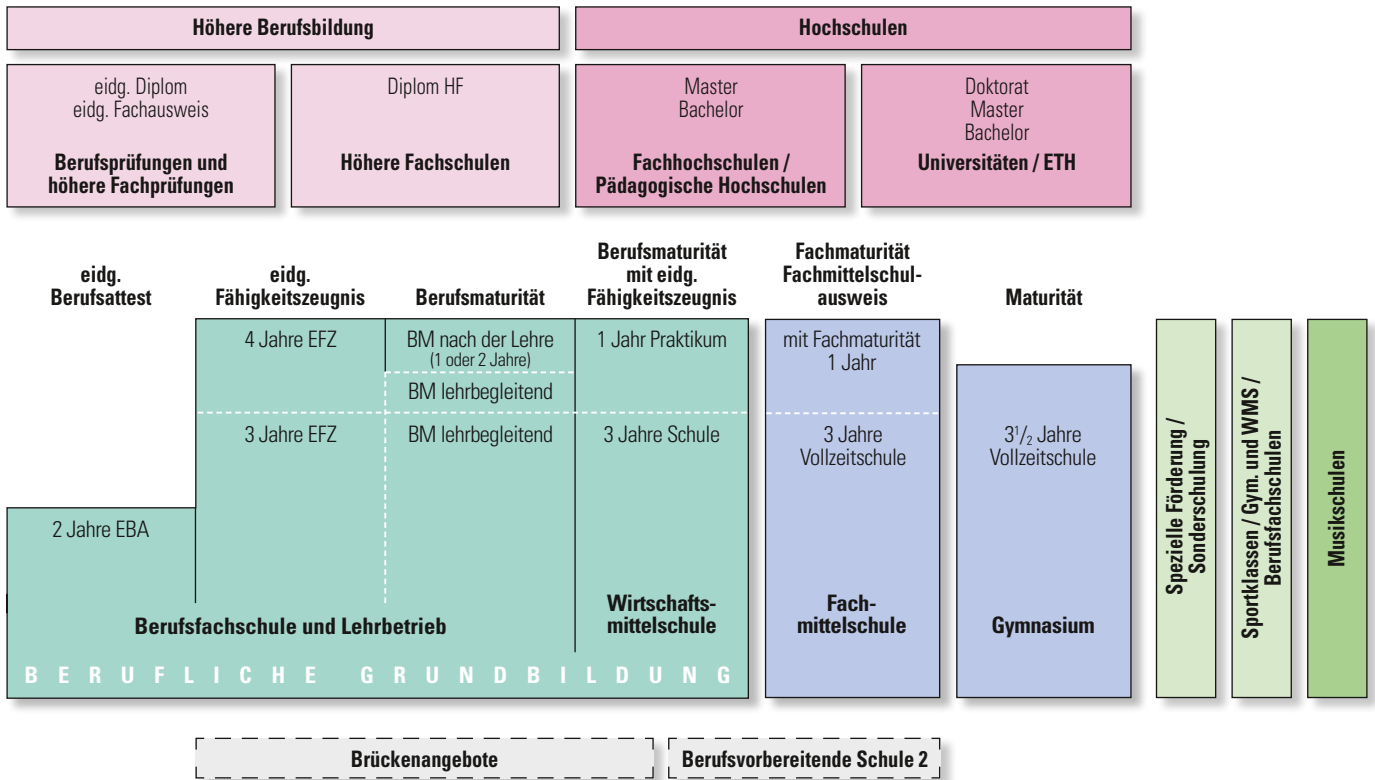 Höhere Berufsbildung
Hochschulen
eidg. Diplom
eidg. Fachausweis
Berufsprüfungen und
höhere Fachprüfungen
Diplom HF
Höhere Fachschulen
Master
Bachelor
Fachhochschulen /
Pädagogische Hochschulen
Doktorat
Master
Bachelor
Universitäten / ETH
eidg.
Berufsattest
eidg.
Fähigkeitszeugnis
Berufsmaturität
Berufsmaturität
mit eidg.
Fähigkeitszeugnis
Fachmaturität
Fachmittelschul-
ausweis
Maturität
4 Jahre EFZ
BM nach der Lehre
(1 oder 2 Jahre)
BM lehrbegleitend
1 Jahr Praktikum
mit Fachmaturität
1 Jahr
3 Jahre EFZ
BM lehrbegleitend
3 Jahre Schule
3 Jahre
Vollzeitschule
3 1/2 Jahre
Vollzeitschule
2 Jahre EBA
Berufsfachschule und Lehrbetrieb
Wirtschafts-
mittelschule
Fach-
mittelschule
Gymnasium
BERUFLICHE GRUNDBILDUNG
Spezielle Förderung /
Sonderschulung
Sportklassen / Gym. und WMS /
Berufsfachschulen
Musikschulen
Brückenangebote
Berufsvorbereitende Schule 2